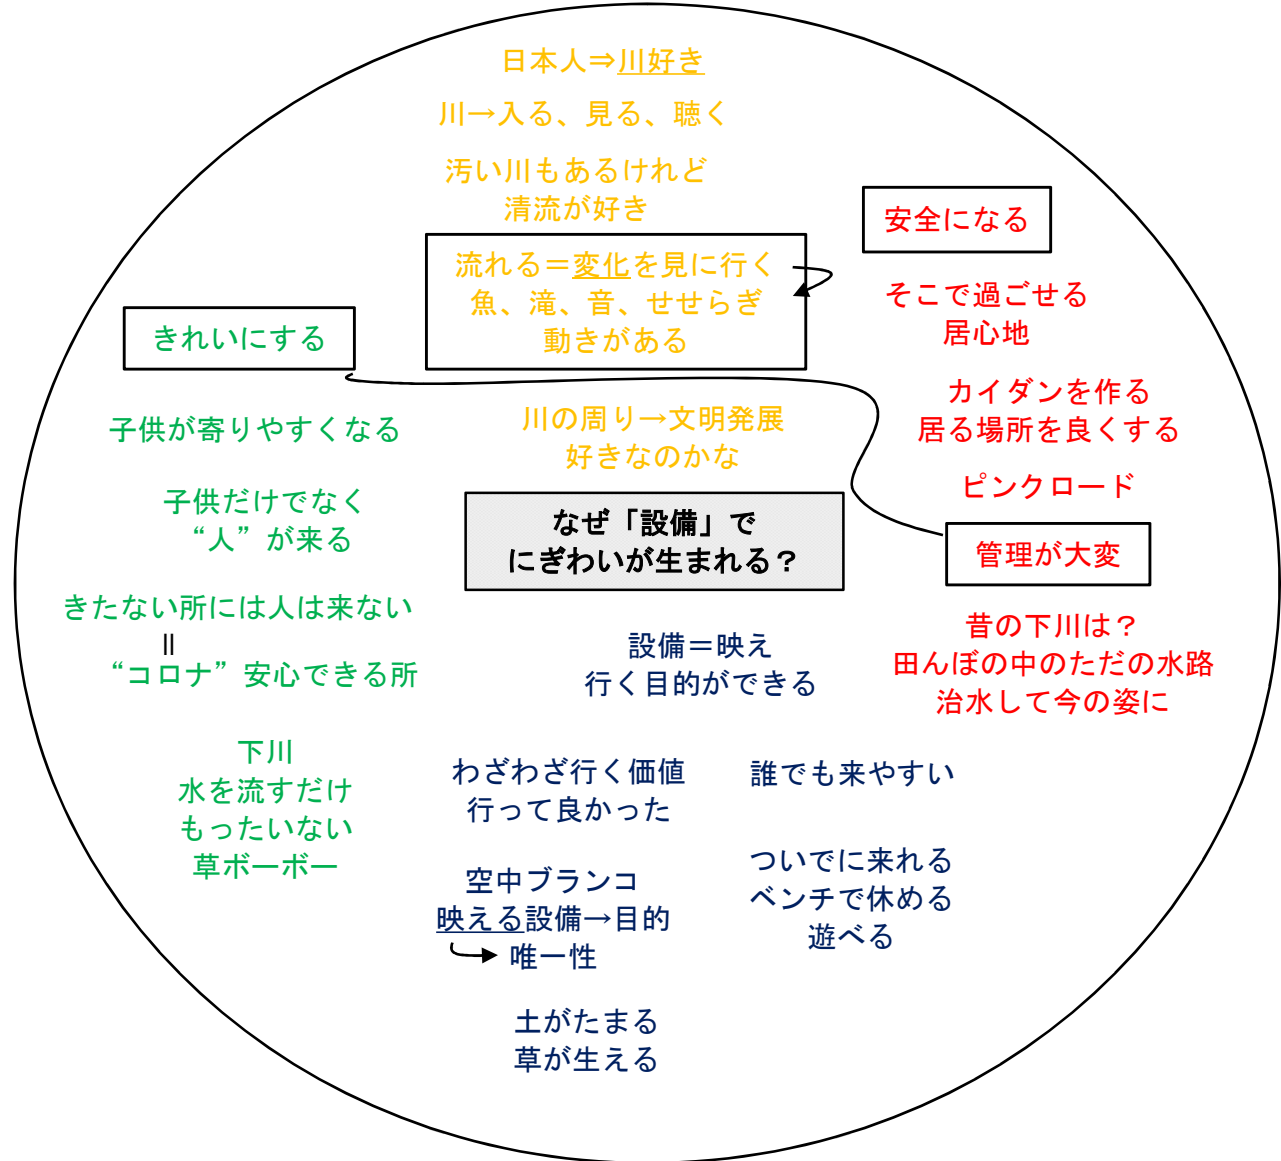 日本人⇒川好き
川→入る、見る、聴く
汚い川もあるけれど
清流が好き
流れる＝変化を見に行く
魚、滝、音、せせらぎ
動きがある
川の周り→文明発展
好きなのかな
安全になる
そこで過ごせる
居心地
カイダンを作る
居る場所を良くする
ピンクロード
管理が大変
昔の下川は？
田んぼの中のただの水路
治水して今の姿に
きれいにする
子供が寄りやすくなる
子供だけでなく
“人”が来る
きたない所には人は来ない
＝
“コロナ”安心できる所
下川
水を流すだけ
もったいない
草ボーボー
なぜ「設備」で
にぎわいが生まれる？
設備＝映え
行く目的ができる
わざわざ行く価値
行って良かった
空中ブランコ
映える設備→目的
唯一性
土がたまる
草が生える
誰でも来やすい
ついでに来れる
ベンチで休める
遊べる